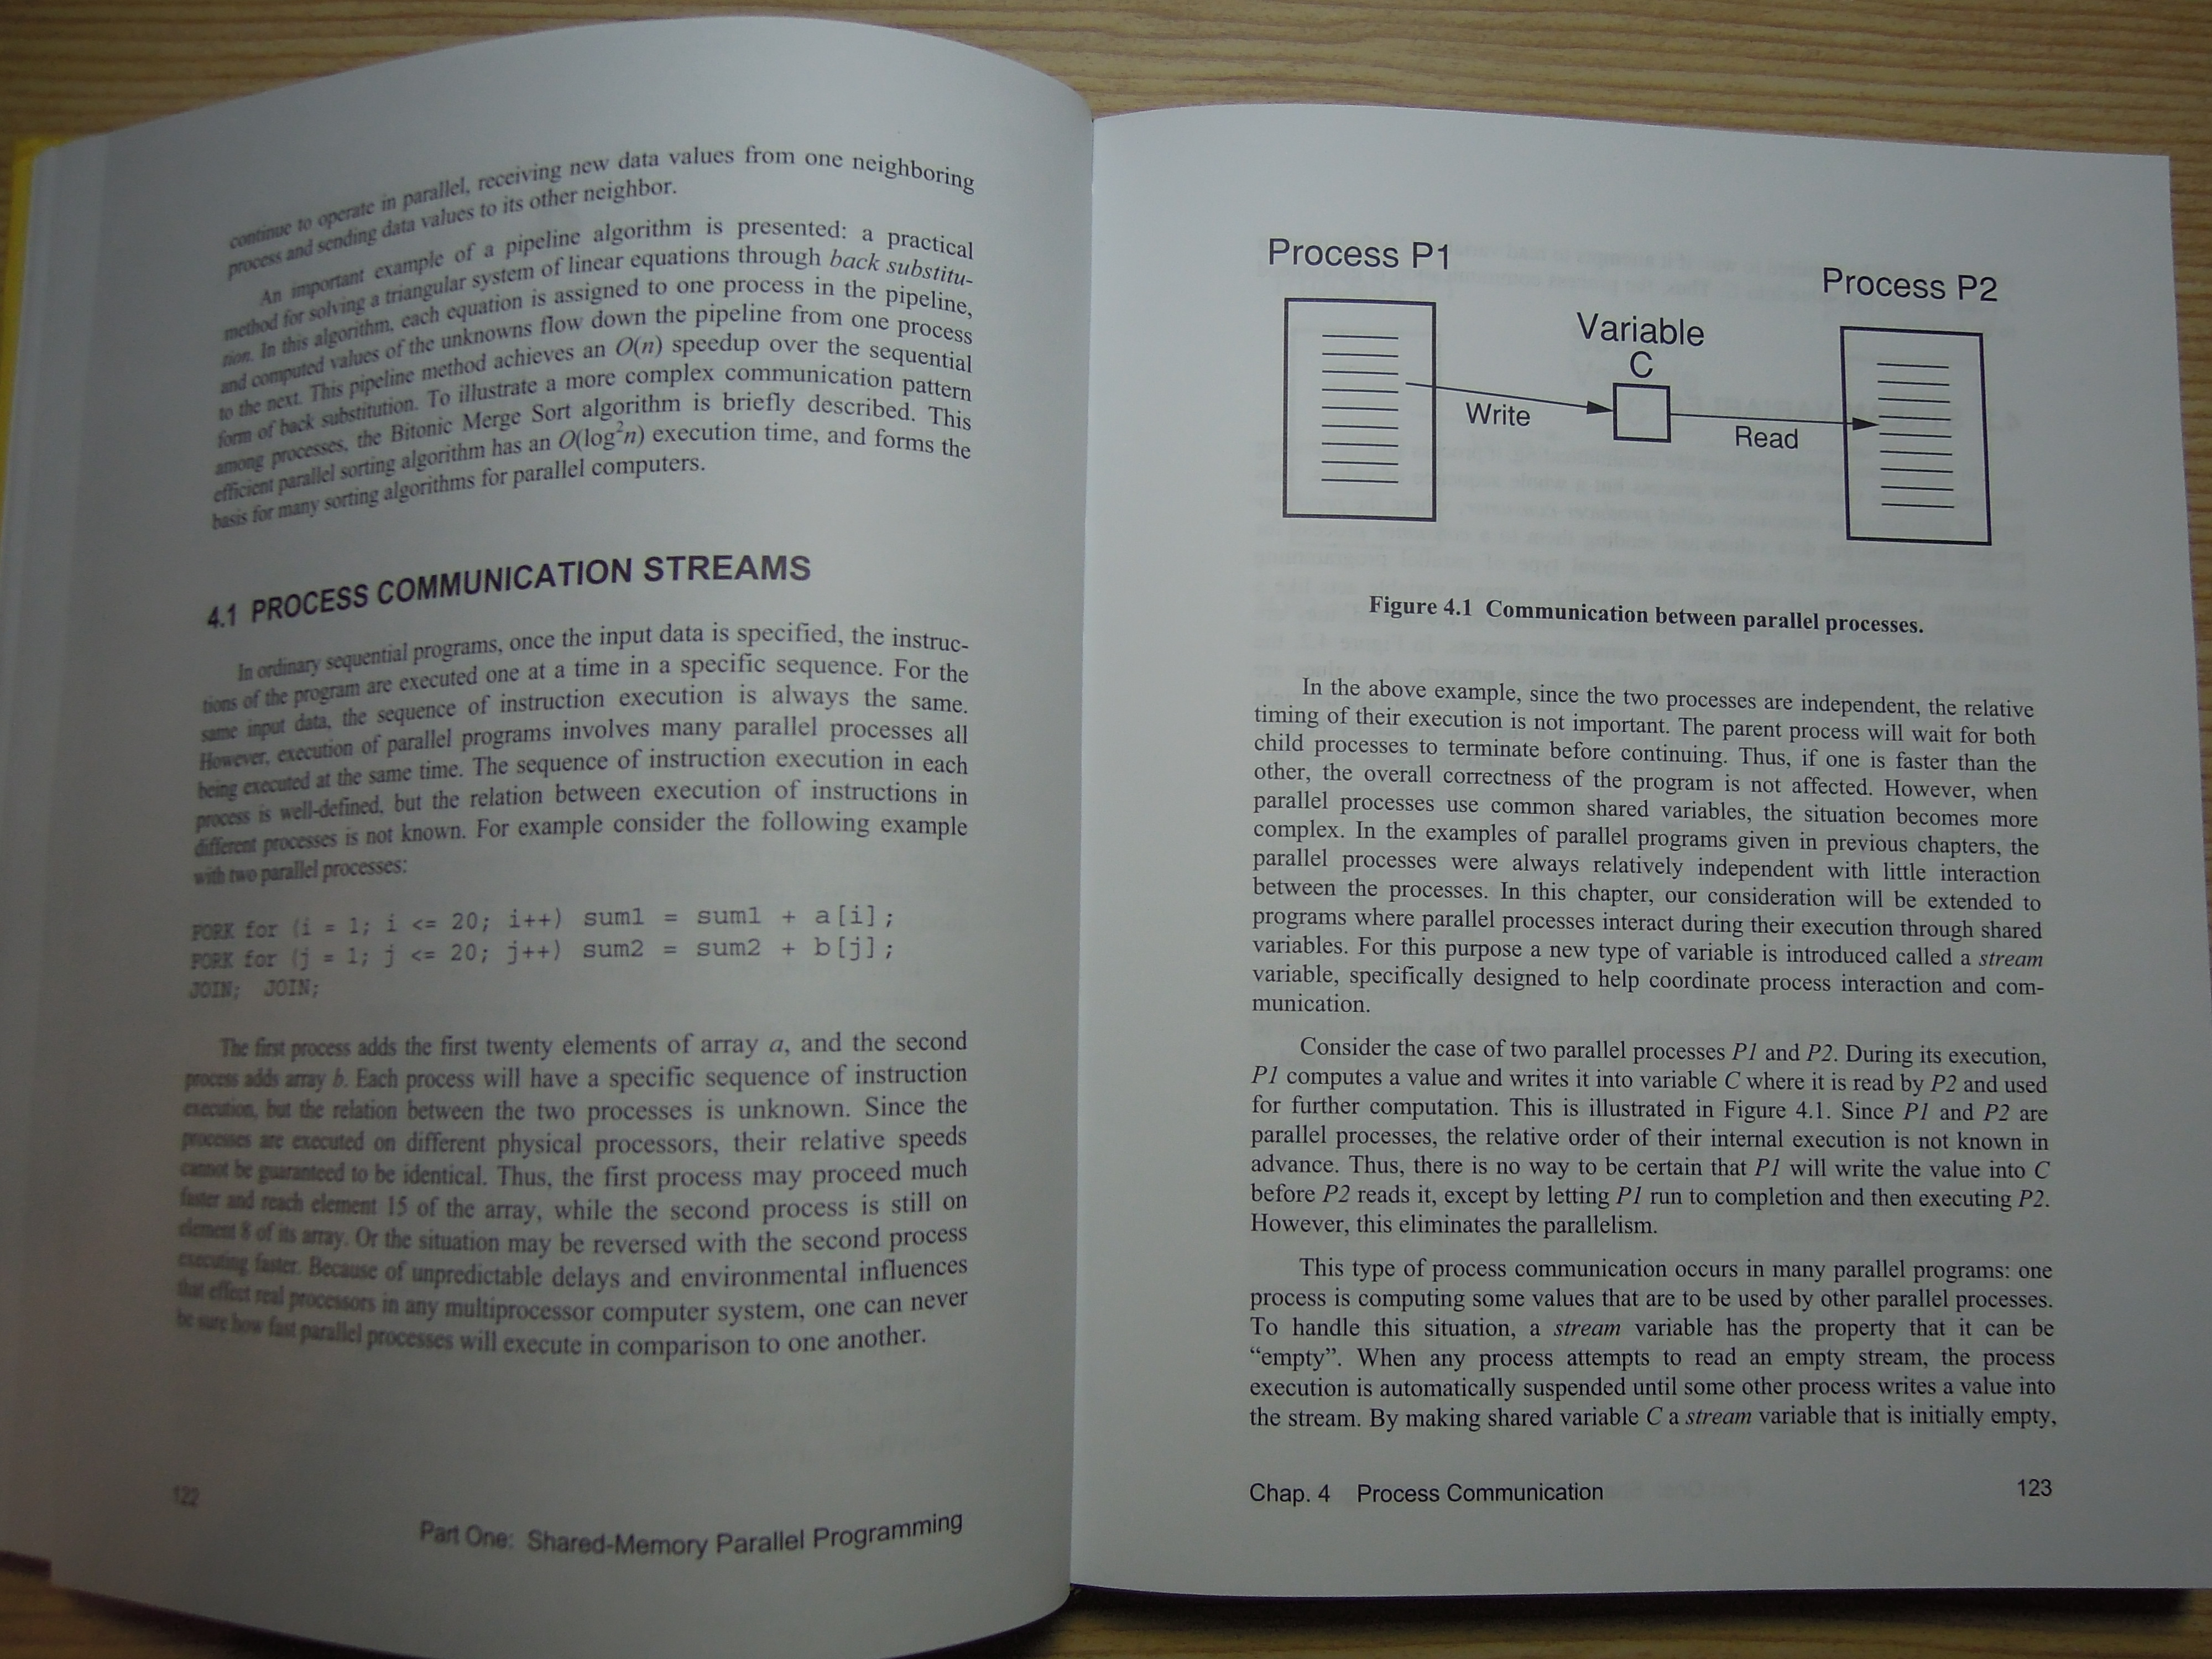 continue to operate in parallel, receiving new data values from one neighboring
process and sending data values to its other neighbor.
An important example of a pipeline algorithm is presented: a practical
method for solving a triangular system of linear equations through back substitu-
tion. In this algorithm, each equation is assigned to one process in the pipeline,
and computed values of the unknowns flow down the pipeline from one process
to the next. This pipeline method achieves an O(n) speedup over the sequential
form of back substitution. To illustrate a more complex communication pattern
among processes, the Bitonic Merge Sort algorithm is briefly described. This
efficient parallel sorting algorithm has an O(log²n) execution time, and forms the
basis for many sorting algorithms for parallel computers.
4.1 PROCESS COMMUNICATION STREAMS
In ordinary sequential programs, once the input data is specified, the instruc-
tions of the program are executed one at a time in a specific sequence. For the
same input data, the sequence of instruction execution is always the same.
However, execution of parallel programs involves many parallel processes all
being executed at the same time. The sequence of instruction execution in each
process is well-defined, but the relation between execution of instructions in
different processes is not known. For example consider the following example
with two parallel processes:
FORK for (i = 1; i <= 20; i++) sum1 = sum1 + a[i];
FORK for (j = 1; j <= 20; j++) sum2 = sum2 + b[j];
JOIN; JOIN;
The first process adds the first twenty elements of array a, and the second
process adds array b. Each process will have a specific sequence of instruction
execution, but the relation between the two processes is unknown. Since the
processes are executed on different physical processors, their relative speeds
cannot be guaranteed to be identical. Thus, the first process may proceed much
faster and reach element 15 of the array, while the second process is still on
element 8 of its array. Or the situation may be reversed with the second process
executing faster. Because of unpredictable delays and environmental influences
that effect real processors in any multiprocessor computer system, one can never
be sure how fast parallel processes will execute in comparison to one another.
122
Part One: Shared-Memory Parallel Programming
Process P1
Process P2
Variable
C
Write
Read
Figure 4.1 Communication between parallel processes.
In the above example, since the two processes are independent, the relative
timing of their execution is not important. The parent process will wait for both
child processes to terminate before continuing. Thus, if one is faster than the
other, the overall correctness of the program is not affected. However, when
parallel processes use common shared variables, the situation becomes more
complex. In the examples of parallel programs given in previous chapters, the
parallel processes were always relatively independent with little interaction
between the processes. In this chapter, our consideration will be extended to
programs where parallel processes interact during their execution through shared
variables. For this purpose a new type of variable is introduced called a stream
variable, specifically designed to help coordinate process interaction and com-
munication.
Consider the case of two parallel processes P1 and P2. During its execution,
P1 computes a value and writes it into variable C where it is read by P2 and used
for further computation. This is illustrated in Figure 4.1. Since P1 and P2 are
parallel processes, the relative order of their internal execution is not known in
advance. Thus, there is no way to be certain that P1 will write the value into C
before P2 reads it, except by letting P1 run to completion and then executing P2.
However, this eliminates the parallelism.
This type of process communication occurs in many parallel programs: one
process is computing some values that are to be used by other parallel processes.
To handle this situation, a stream variable has the property that it can be
“empty”. When any process attempts to read an empty stream, the process
execution is automatically suspended until some other process writes a value into
the stream. By making shared variable C a stream variable that is initially empty,
Chap. 4 Process Communication
123